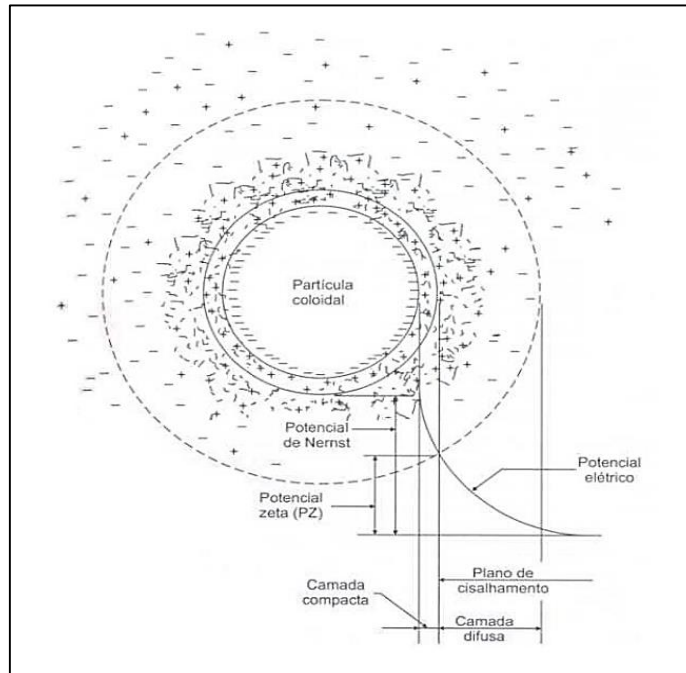 Partícula
coloidal
Potencial
de Nernst
Potencial
zeta (PZ)
Potencial
elétrico
Plano de
cisalhamento
Camada
compacta
Camada
difusa